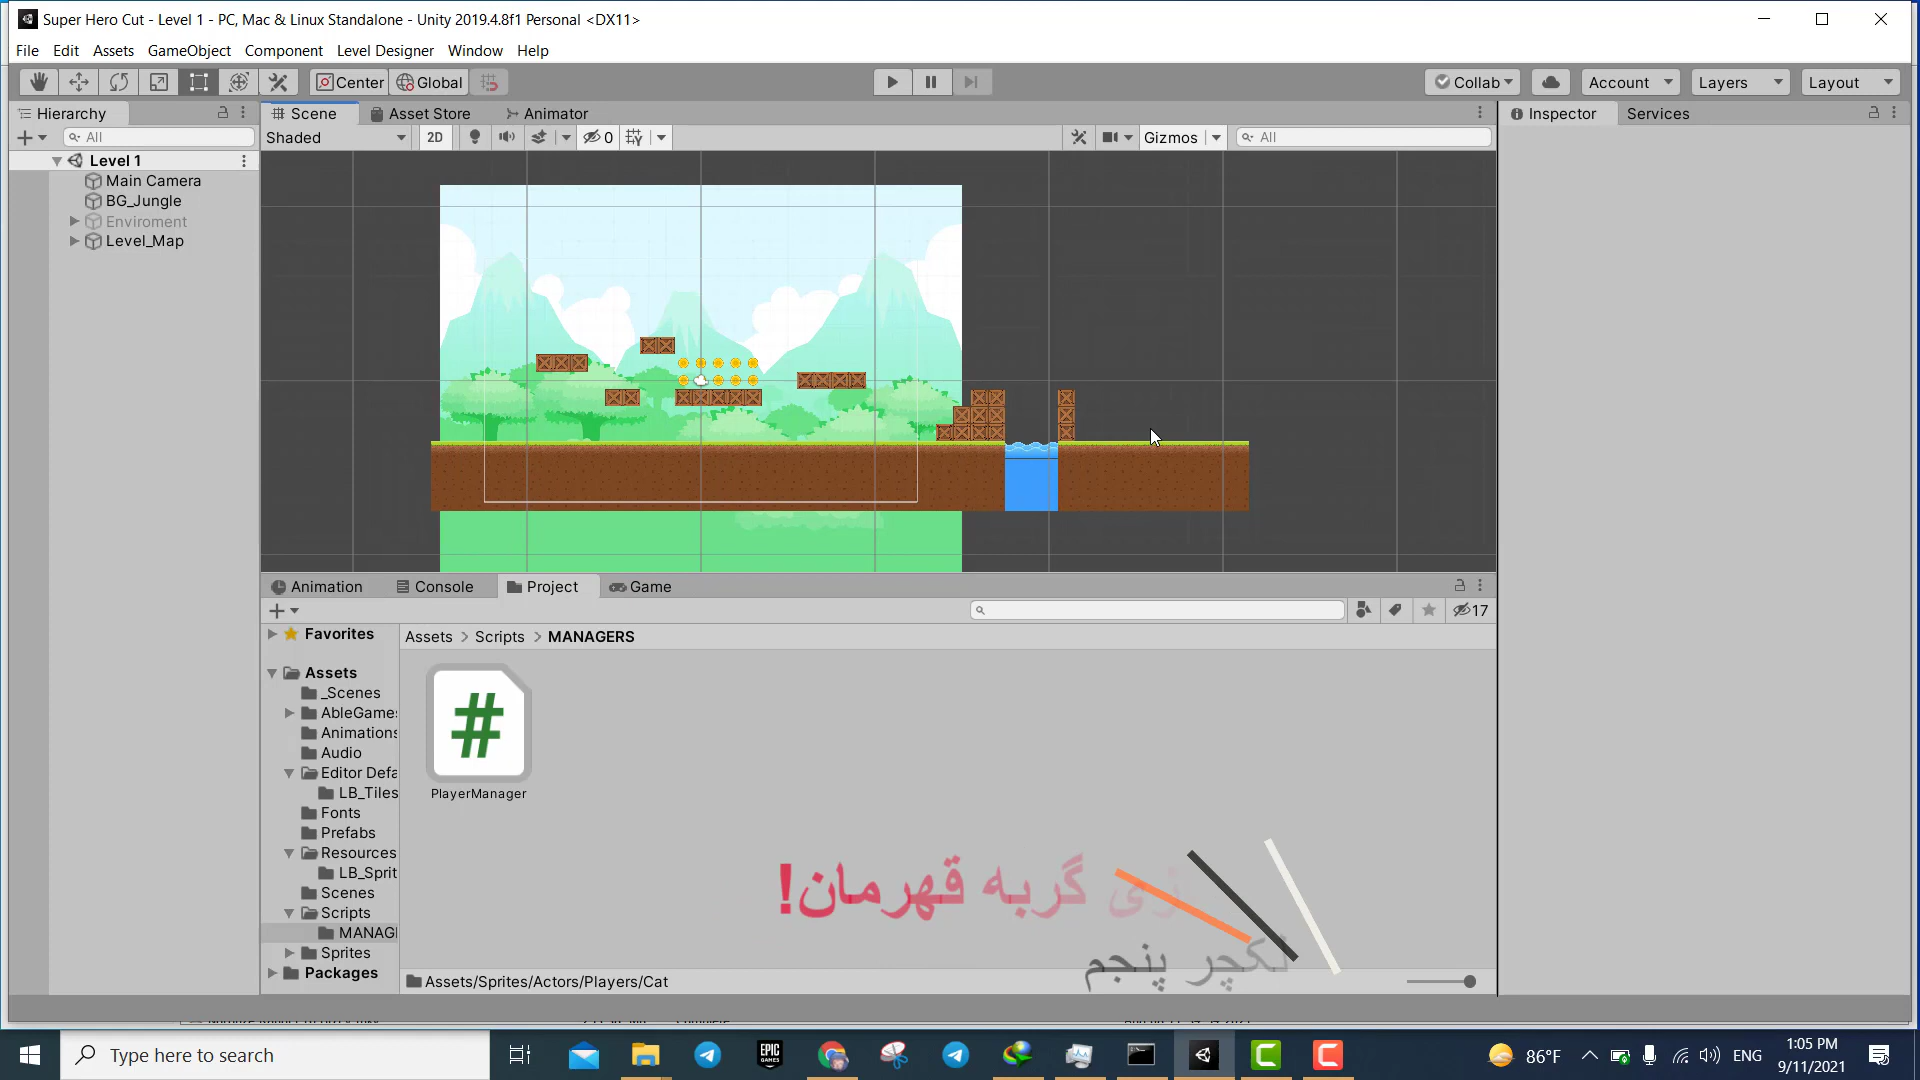 Super Hero Cut - Level 1 - PC, Mac & Linux Standalone - Unity 2019.4.8f1 Personal <DX11>
File Edit Assets GameObject Component Level Designer Window Help
Center Global Collab Account Layers Layout
Hierarchy
All
Level 1
Main Camera
BG_Jungle
Enviroment
Level_Map
Scene Asset Store Animator
Shaded 2D 0 Gizmos All
Inspector Services
Animation Console Project Game
17
Favorites
Assets
_Scenes
AbleGame
Animations
Audio
Editor Defa
LB_Tiles
Fonts
Prefabs
Resources
LB_Sprit
Scenes
Scripts
MANAG
Sprites
Packages
Assets > Scripts > MANAGERS
PlayerManager
گربه قهرمان!
لکچر پنجم
Assets/Sprites/Actors/Players/Cat
Type here to search
EPIC GAMES
86°F ENG
1:05 PM
9/11/2021